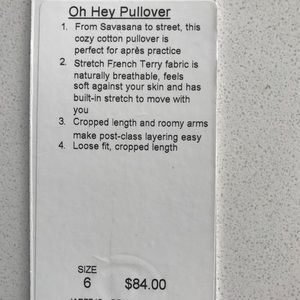 Oh Hey Pullover
1. From Savasana to street, this
cozy cotton pullover is
perfect for après practice
2. Stretch French Terry fabric is
naturally breathable, feels
soft against your skin and has
built-in stretch to move with
you
3. Cropped length and roomy arms
make post-class layering easy
4. Loose fit, cropped length
SIZE
6 $84.00